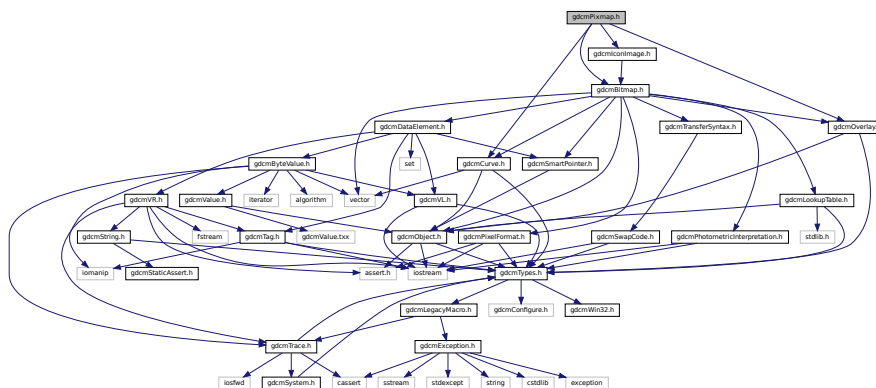 gdcmPixmap.h
gdcmIconImage.h
gdcmBitmap.h
gdcmDataElement.h
gdcmTransferSyntax.h
gdcmOverlay.
gdcmByteValue.h
set
gdcmCurve.h
gdcmSmartPointer.h
gdcmVR.h
gdcmValue.h
iterator
algorithm
vector
gdcmVL.h
gdcmLookupTable.h
gdcmString.h
fstream
gdcmTag.h
gdcmValue.txx
gdcmObject.h
gdcmPixelFormat.h
gdcmSwapCode.h
gdcmPhotometricInterpretation.h
stdlib.h
iomanip
gdcmStaticAssert.h
assert.h
iostream
gdcmTypes.h
gdcmLegacyMacro.h
gdcmConfigure.h
gdcmWin32.h
gdcmTrace.h
gdcmException.h
iosfwd
gdcmSystem.h
cassert
sstream
stdexcept
string
cstdlib
exception